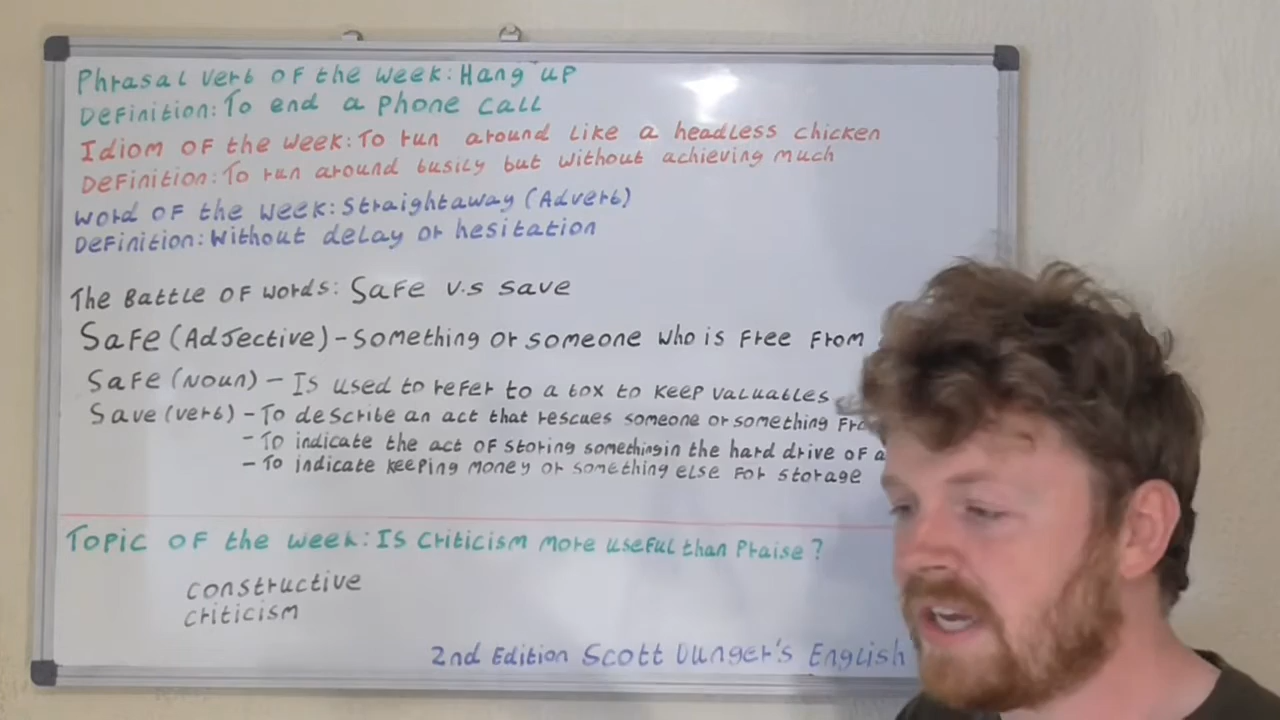 Phrasal verb of the week: Hang up
Definition: To end a phone call
Idiom of the week: To run around like a headless chicken
Definition: To run around busily but without achieving much
Word of the week: Straightaway (Adverb)
Definition: Without delay or hesitation
The Battle of words: Safe v.s save
Safe (Adjective) - Something or someone who is free from
Safe (Noun) - Is used to refer to a box to keep valuables
Save (verb) - To describe an act that rescues someone or something
- To indicate the act of storing something in the hard drive of a
- To indicate keeping money or something else for storage
Topic of the week: Is criticism more useful than Praise?
constructive
criticism
2nd Edition Scott Dunger's English